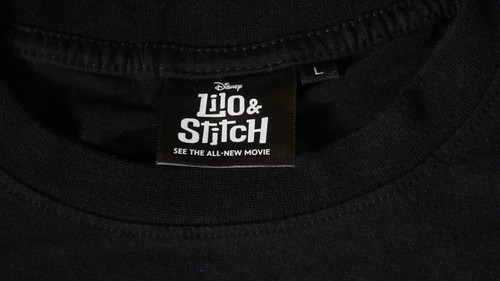 Disney
Lilo &
Stitch
SEE THE ALL-NEW MOVIE
L